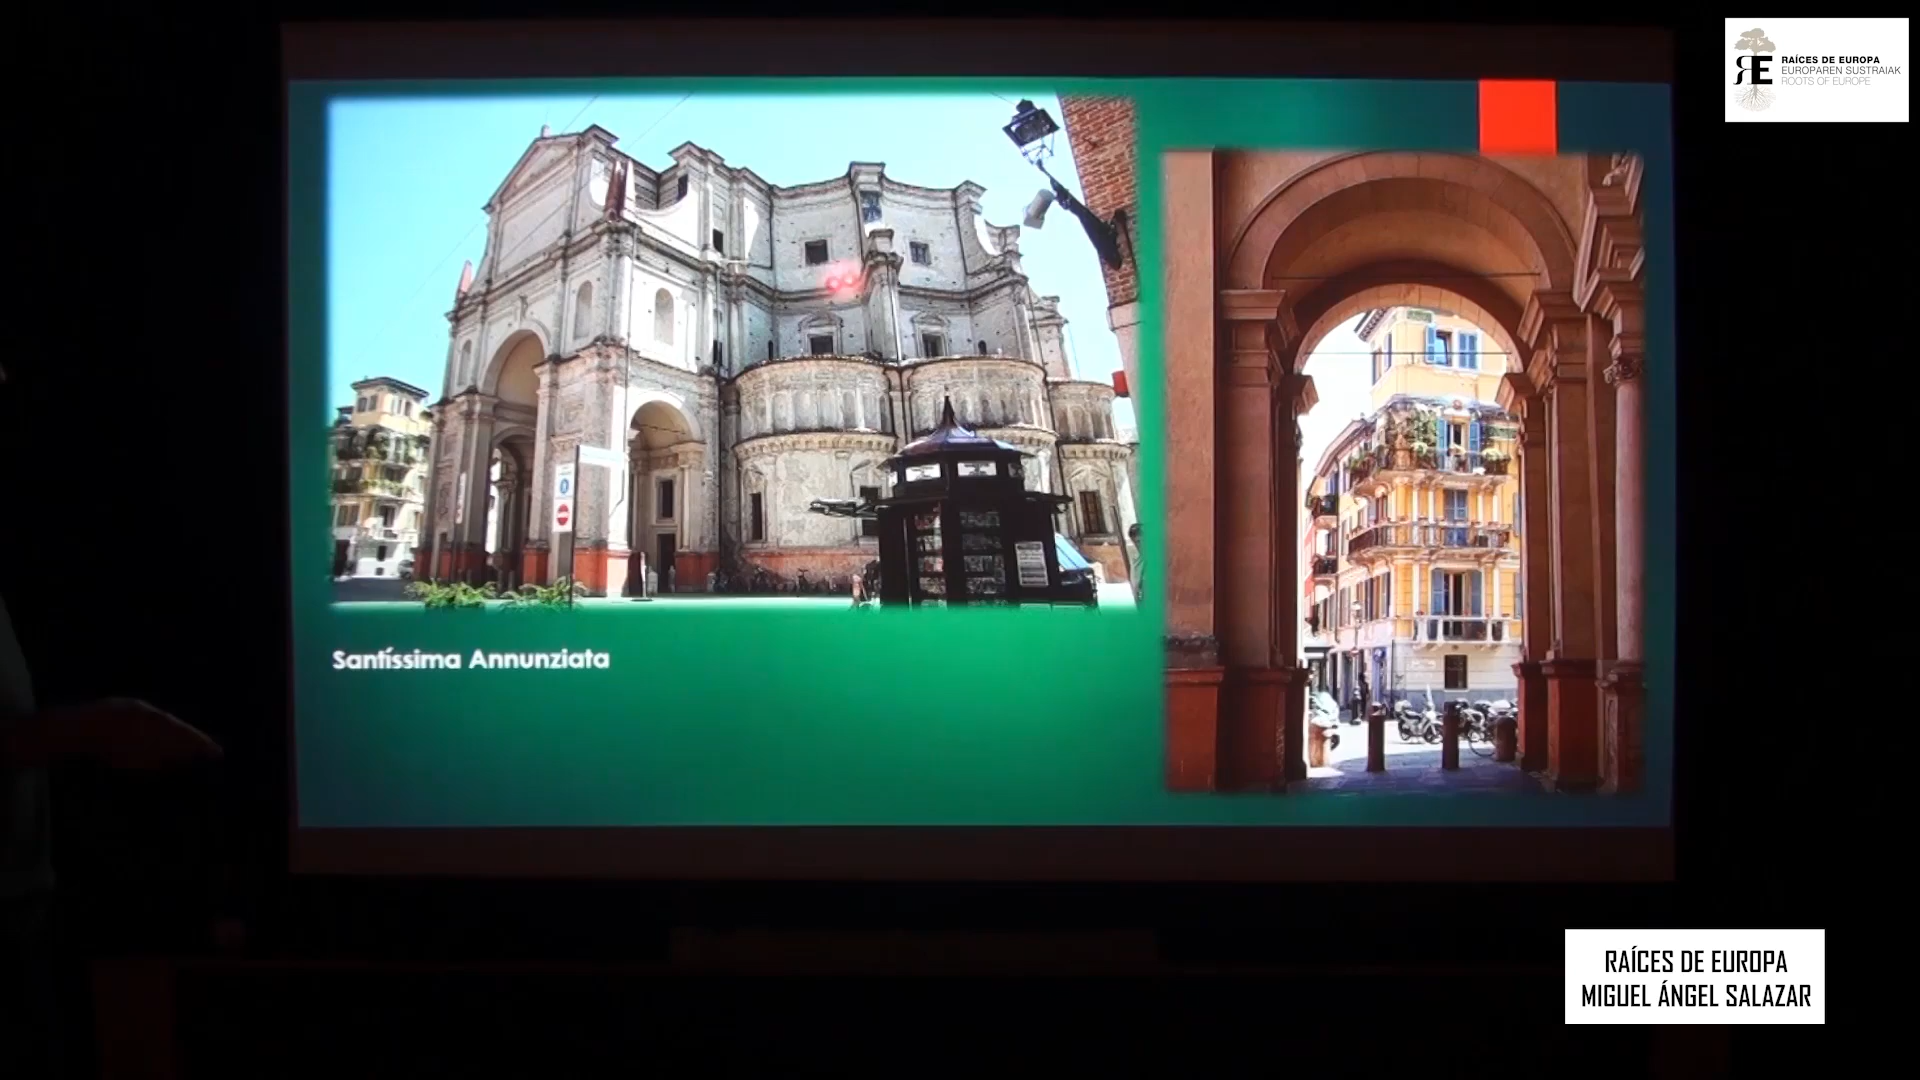 RAÍCES DE EUROPA
EUROPAREN SUSTRAIAK
ROOTS OF EUROPE
Santíssima Annunziata
RAÍCES DE EUROPA
MIGUEL ÁNGEL SALAZAR